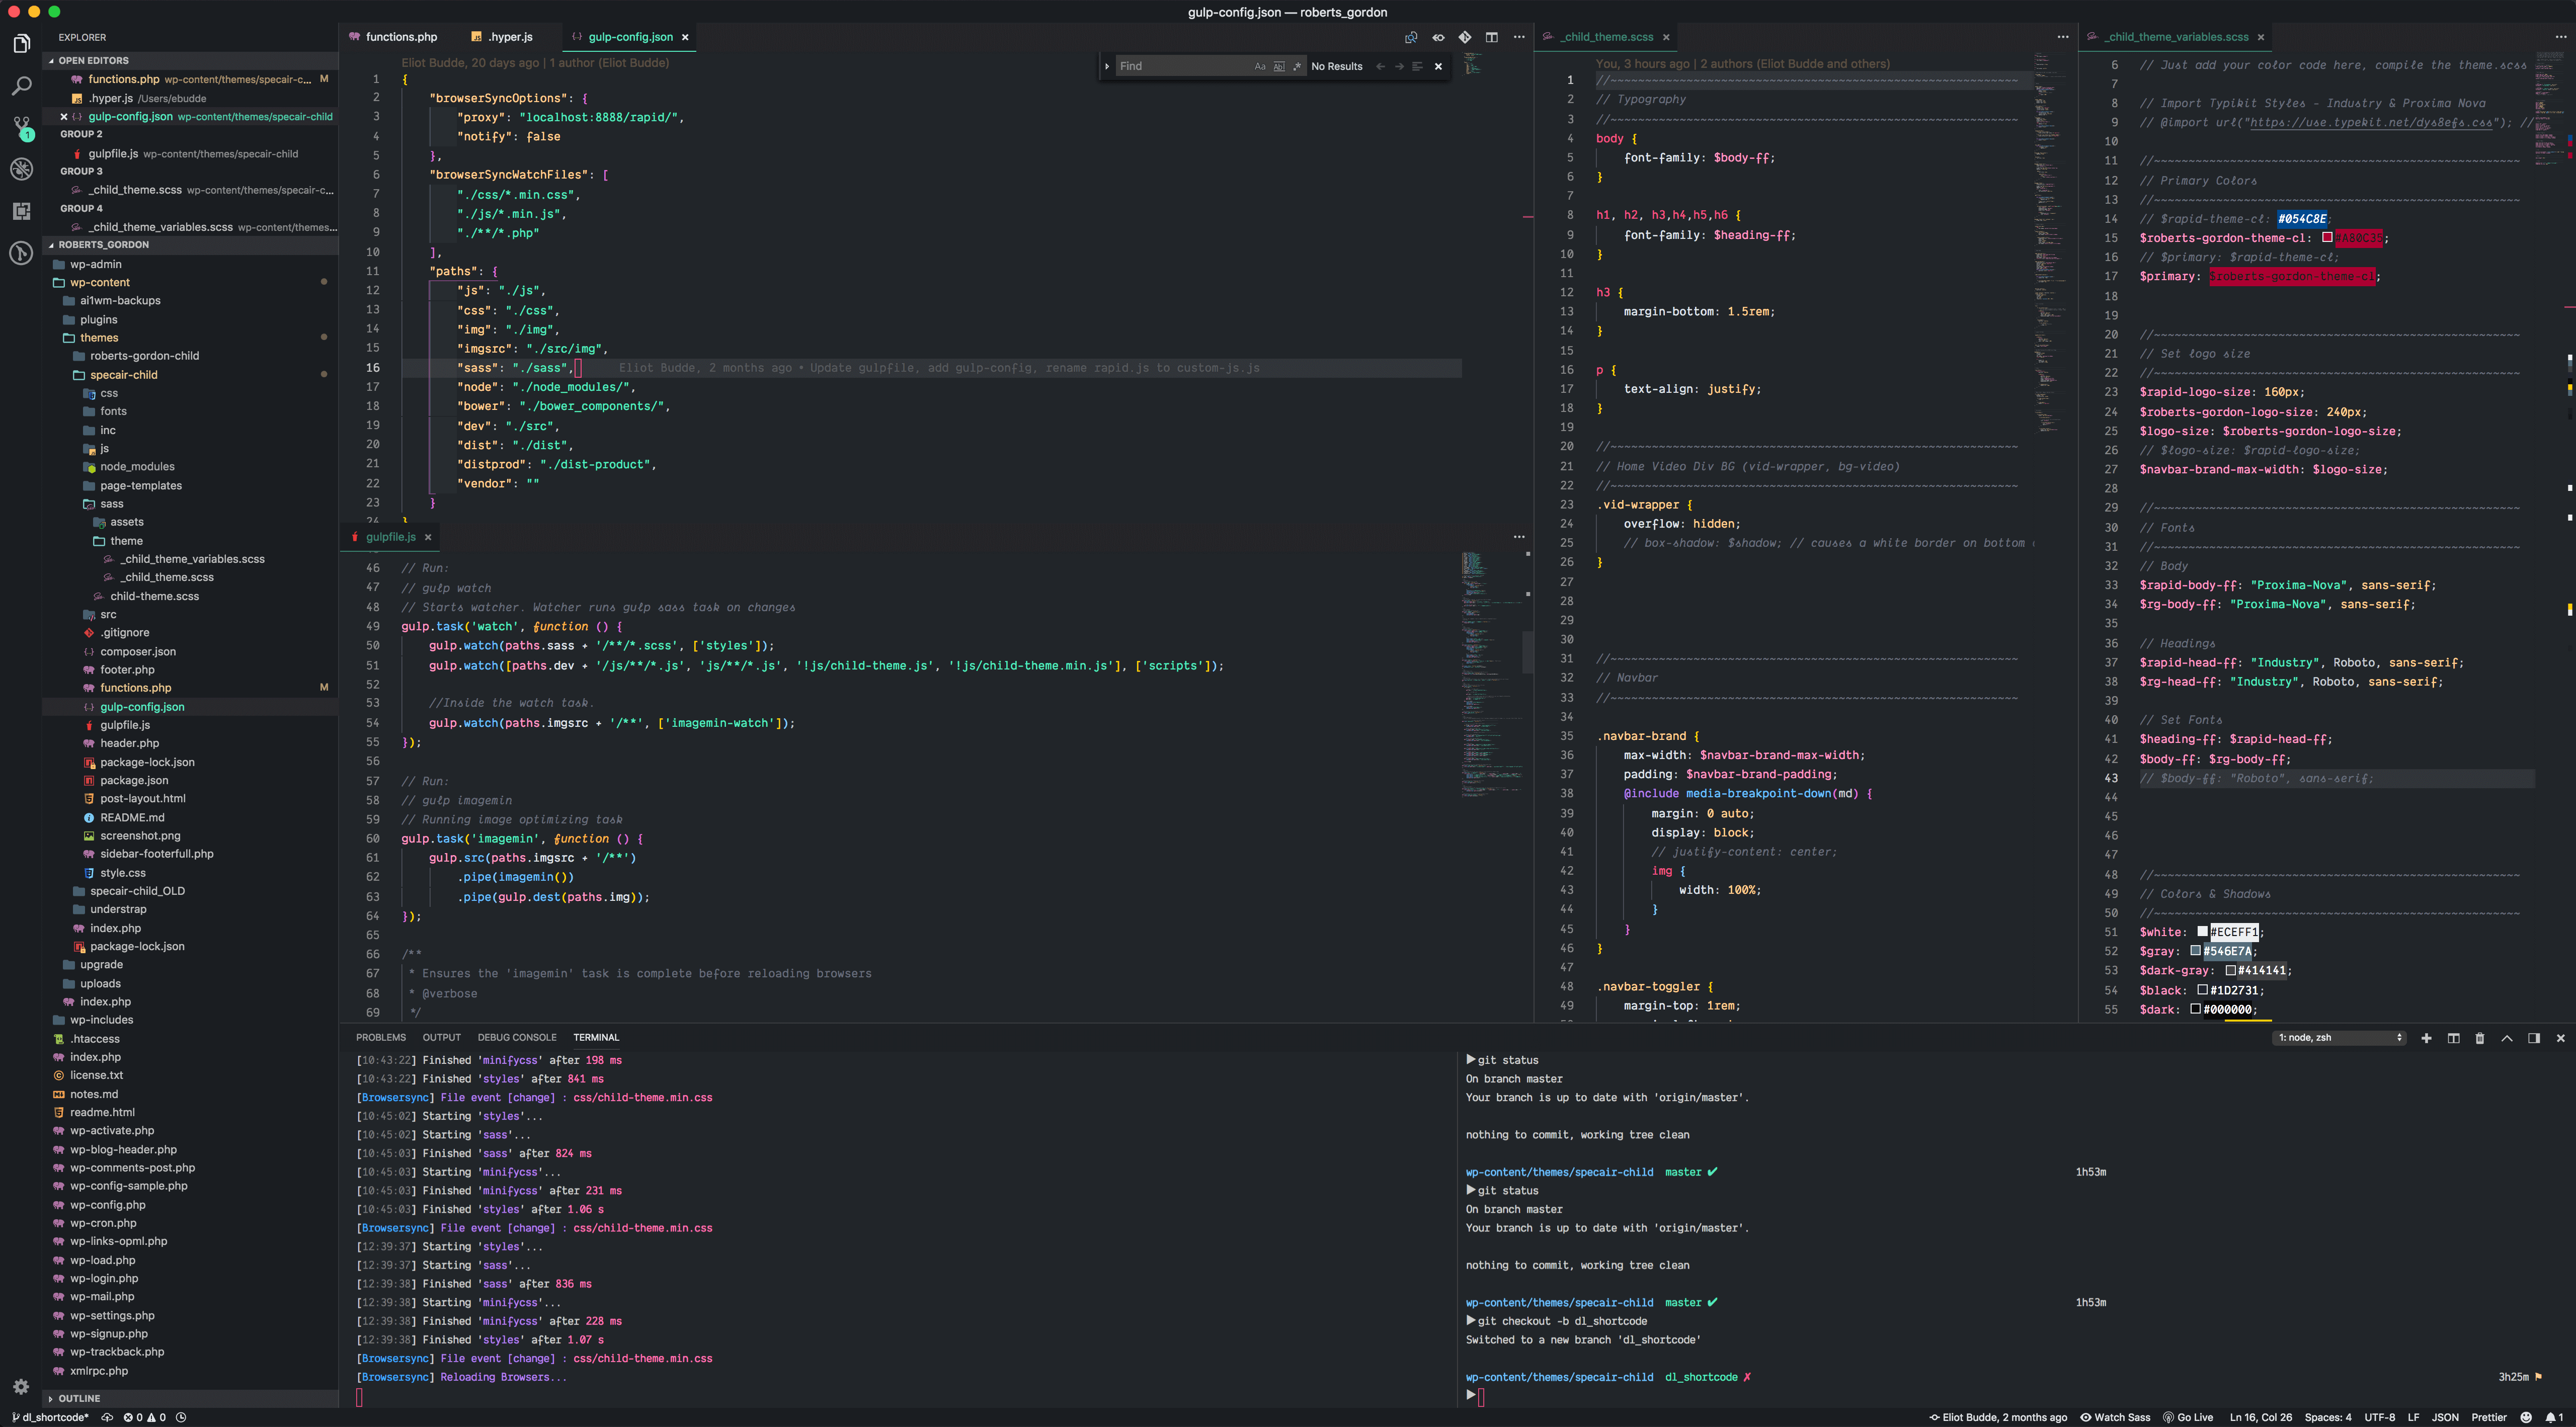 gulp-config.json — roberts_gordon
EXPLORER
OPEN EDITORS
functions.php wp-content/themes/specair-c... M
.hyper.js /Users/ebudde
gulp-config.json wp-content/themes/specair-child
GROUP 2
gulpfile.js wp-content/themes/specair-child
GROUP 3
_child_theme.scss wp-content/themes/specair-c...
GROUP 4
_child_theme_variables.scss wp-content/themes...
ROBERTS_GORDON
wp-admin
wp-content
ai1wm-backups
plugins
themes
roberts-gordon-child
specair-child
css
fonts
inc
js
node_modules
page-templates
sass
assets
theme
_child_theme_variables.scss
_child_theme.scss
child-theme.scss
src
.gitignore
composer.json
footer.php
functions.php M
gulp-config.json
gulpfile.js
header.php
package-lock.json
package.json
post-layout.html
README.md
screenshot.png
sidebar-footerfull.php
style.css
specair-child_OLD
understrap
index.php
package-lock.json
upgrade
uploads
index.php
wp-includes
.htaccess
index.php
license.txt
notes.md
readme.html
wp-activate.php
wp-blog-header.php
wp-comments-post.php
wp-config-sample.php
wp-config.php
wp-cron.php
wp-links-opml.php
wp-load.php
wp-login.php
wp-mail.php
wp-settings.php
wp-signup.php
wp-trackback.php
xmlrpc.php
OUTLINE
functions.php .hyper.js gulp-config.json
Find Aa No Results
Eliot Budde, 20 days ago | 1 author (Eliot Budde)
1 {
2 "browserSyncOptions": {
3 "proxy": "localhost:8888/rapid/",
4 "notify": false
5 },
6 "browserSyncWatchFiles": [
7 "./css/*.min.css",
8 "./js/*.min.js",
9 "./**/*.php"
10 ],
11 "paths": {
12 "js": "./js",
13 "css": "./css",
14 "img": "./img",
15 "imgsrc": "./src/img",
16 "sass": "./sass", Eliot Budde, 2 months ago • Update gulpfile, add gulp-config, rename rapid.js to custom-js.js
17 "node": "./node_modules/",
18 "bower": "./bower_components/",
19 "dev": "./src",
20 "dist": "./dist",
21 "distprod": "./dist-product",
22 "vendor": ""
23 }
24 }
gulpfile.js
46 // Run:
47 // gulp watch
48 // Starts watcher. Watcher runs gulp sass task on changes
49 gulp.task('watch', function () {
50 gulp.watch(paths.sass + '/**/*.scss', ['styles']);
51 gulp.watch([paths.dev + '/js/**/*.js', 'js/**/*.js', '!js/child-theme.js', '!js/child-theme.min.js'], ['scripts']);
52
53 //Inside the watch task.
54 gulp.watch(paths.imgsrc + '/**', ['imagemin-watch']);
55 });
56
57 // Run:
58 // gulp imagemin
59 // Running image optimizing task
60 gulp.task('imagemin', function () {
61 gulp.src(paths.imgsrc + '/**')
62 .pipe(imagemin())
63 .pipe(gulp.dest(paths.img));
64 });
65
66 /**
67 * Ensures the 'imagemin' task is complete before reloading browsers
68 * @verbose
69 */
_child_theme.scss
You, 3 hours ago | 2 authors (Eliot Budde and others)
1 //~~~~~~~~~~~~~~~~~~~~~~~~~~~~~~~~~~~~~~~~~~~~~~~~~~~~~~~~~~~
2 // Typography
3 //~~~~~~~~~~~~~~~~~~~~~~~~~~~~~~~~~~~~~~~~~~~~~~~~~~~~~~~~~~~
4 body {
5 font-family: $body-ff;
6 }
7
8 h1, h2, h3,h4,h5,h6 {
9 font-family: $heading-ff;
10 }
11
12 h3 {
13 margin-bottom: 1.5rem;
14 }
15
16 p {
17 text-align: justify;
18 }
19
20 //~~~~~~~~~~~~~~~~~~~~~~~~~~~~~~~~~~~~~~~~~~~~~~~~~~~~~~~~~~~
21 // Home Video Div BG (vid-wrapper, bg-video)
22 //~~~~~~~~~~~~~~~~~~~~~~~~~~~~~~~~~~~~~~~~~~~~~~~~~~~~~~~~~~~
23 .vid-wrapper {
24 overflow: hidden;
25 // box-shadow: $shadow; // causes a white border on bottom
26 }
27
28
29
30
31 //~~~~~~~~~~~~~~~~~~~~~~~~~~~~~~~~~~~~~~~~~~~~~~~~~~~~~~~~~~~
32 // Navbar
33 //~~~~~~~~~~~~~~~~~~~~~~~~~~~~~~~~~~~~~~~~~~~~~~~~~~~~~~~~~~~
34
35 .navbar-brand {
36 max-width: $navbar-brand-max-width;
37 padding: $navbar-brand-padding;
38 @include media-breakpoint-down(md) {
39 margin: 0 auto;
40 display: block;
41 // justify-content: center;
42 img {
43 width: 100%;
44 }
45 }
46 }
47
48 .navbar-toggler {
49 margin-top: 1rem;
_child_theme_variables.scss
6 // Just add your color code here, compile the theme.scss
7
8 // Import Typikit Styles - Industry & Proxima Nova
9 // @import url("https://use.typekit.net/dys8efs.css"); //
10
11 //~~~~~~~~~~~~~~~~~~~~~~~~~~~~~~~~~~~~~~~~~~~~~~~~~~~~~
12 // Primary Colors
13 //~~~~~~~~~~~~~~~~~~~~~~~~~~~~~~~~~~~~~~~~~~~~~~~~~~~~~
14 // $rapid-theme-cl: #054C8E;
15 $roberts-gordon-theme-cl: #A80C35;
16 // $primary: $rapid-theme-cl;
17 $primary: $roberts-gordon-theme-cl;
18
19
20 //~~~~~~~~~~~~~~~~~~~~~~~~~~~~~~~~~~~~~~~~~~~~~~~~~~~~~
21 // Set logo size
22 //~~~~~~~~~~~~~~~~~~~~~~~~~~~~~~~~~~~~~~~~~~~~~~~~~~~~~
23 $rapid-logo-size: 160px;
24 $roberts-gordon-logo-size: 240px;
25 $logo-size: $roberts-gordon-logo-size;
26 // $logo-size: $rapid-logo-size;
27 $navbar-brand-max-width: $logo-size;
28
29 //~~~~~~~~~~~~~~~~~~~~~~~~~~~~~~~~~~~~~~~~~~~~~~~~~~~~~
30 // Fonts
31 //~~~~~~~~~~~~~~~~~~~~~~~~~~~~~~~~~~~~~~~~~~~~~~~~~~~~~
32 // Body
33 $rapid-body-ff: "Proxima-Nova", sans-serif;
34 $rg-body-ff: "Proxima-Nova", sans-serif;
35
36 // Headings
37 $rapid-head-ff: "Industry", Roboto, sans-serif;
38 $rg-head-ff: "Industry", Roboto, sans-serif;
39
40 // Set Fonts
41 $heading-ff: $rapid-head-ff;
42 $body-ff: $rg-body-ff;
43 // $body-ff: "Roboto", sans-serif;
44
45
46
47
48 //~~~~~~~~~~~~~~~~~~~~~~~~~~~~~~~~~~~~~~~~~~~~~~~~~~~~~
49 // Colors & Shadows
50 //~~~~~~~~~~~~~~~~~~~~~~~~~~~~~~~~~~~~~~~~~~~~~~~~~~~~~
51 $white: #ECEFF1;
52 $gray: #546E7A;
53 $dark-gray: #414141;
54 $black: #1D2731;
55 $dark: #000000;
PROBLEMS OUTPUT DEBUG CONSOLE TERMINAL 1: node, zsh
[10:43:22] Finished 'minifycss' after 198 ms
[10:43:22] Finished 'styles' after 841 ms
[Browsersync] File event [change] : css/child-theme.min.css
[10:45:02] Starting 'styles'...
[10:45:02] Starting 'sass'...
[10:45:03] Finished 'sass' after 824 ms
[10:45:03] Starting 'minifycss'...
[10:45:03] Finished 'minifycss' after 231 ms
[10:45:03] Finished 'styles' after 1.06 s
[Browsersync] File event [change] : css/child-theme.min.css
[12:39:37] Starting 'styles'...
[12:39:37] Starting 'sass'...
[12:39:38] Finished 'sass' after 836 ms
[12:39:38] Starting 'minifycss'...
[12:39:38] Finished 'minifycss' after 228 ms
[12:39:38] Finished 'styles' after 1.07 s
[Browsersync] File event [change] : css/child-theme.min.css
[Browsersync] Reloading Browsers...
git status
On branch master
Your branch is up to date with 'origin/master'.
nothing to commit, working tree clean
wp-content/themes/specair-child master ✔ 1h53m
git status
On branch master
Your branch is up to date with 'origin/master'.
nothing to commit, working tree clean
wp-content/themes/specair-child master ✔ 1h53m
git checkout -b dl_shortcode
Switched to a new branch 'dl_shortcode'
wp-content/themes/specair-child dl_shortcode ✗ 3h25m
dl_shortcode* 0 0 Eliot Budde, 2 months ago Watch Sass Go Live Ln 16, Col 26 Spaces: 4 UTF-8 LF JSON Prettier 1